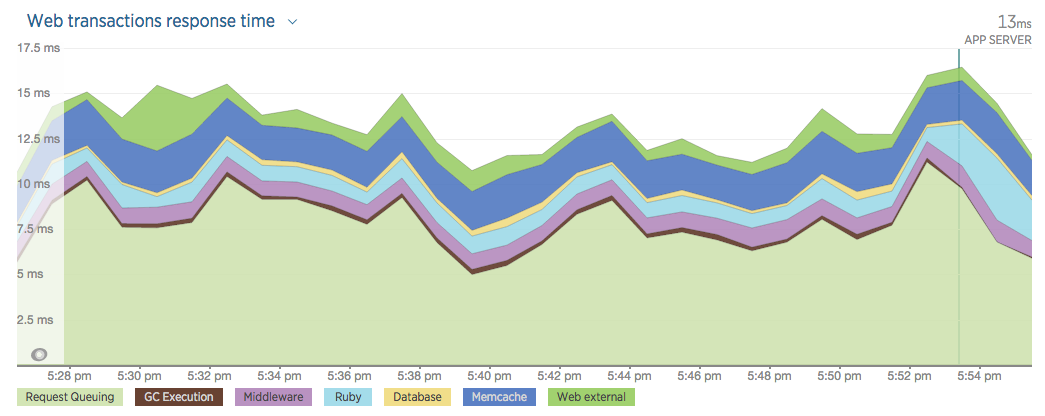 Web transactions response time
13ms
APP SERVER
17.5 ms
15 ms
12.5 ms
10 ms
7.5 ms
5 ms
2.5 ms
5:28 pm 5:30 pm 5:32 pm 5:34 pm 5:36 pm 5:38 pm 5:40 pm 5:42 pm 5:44 pm 5:46 pm 5:48 pm 5:50 pm 5:52 pm 5:54 pm
Request Queuing GC Execution Middleware Ruby Database Memcache Web external